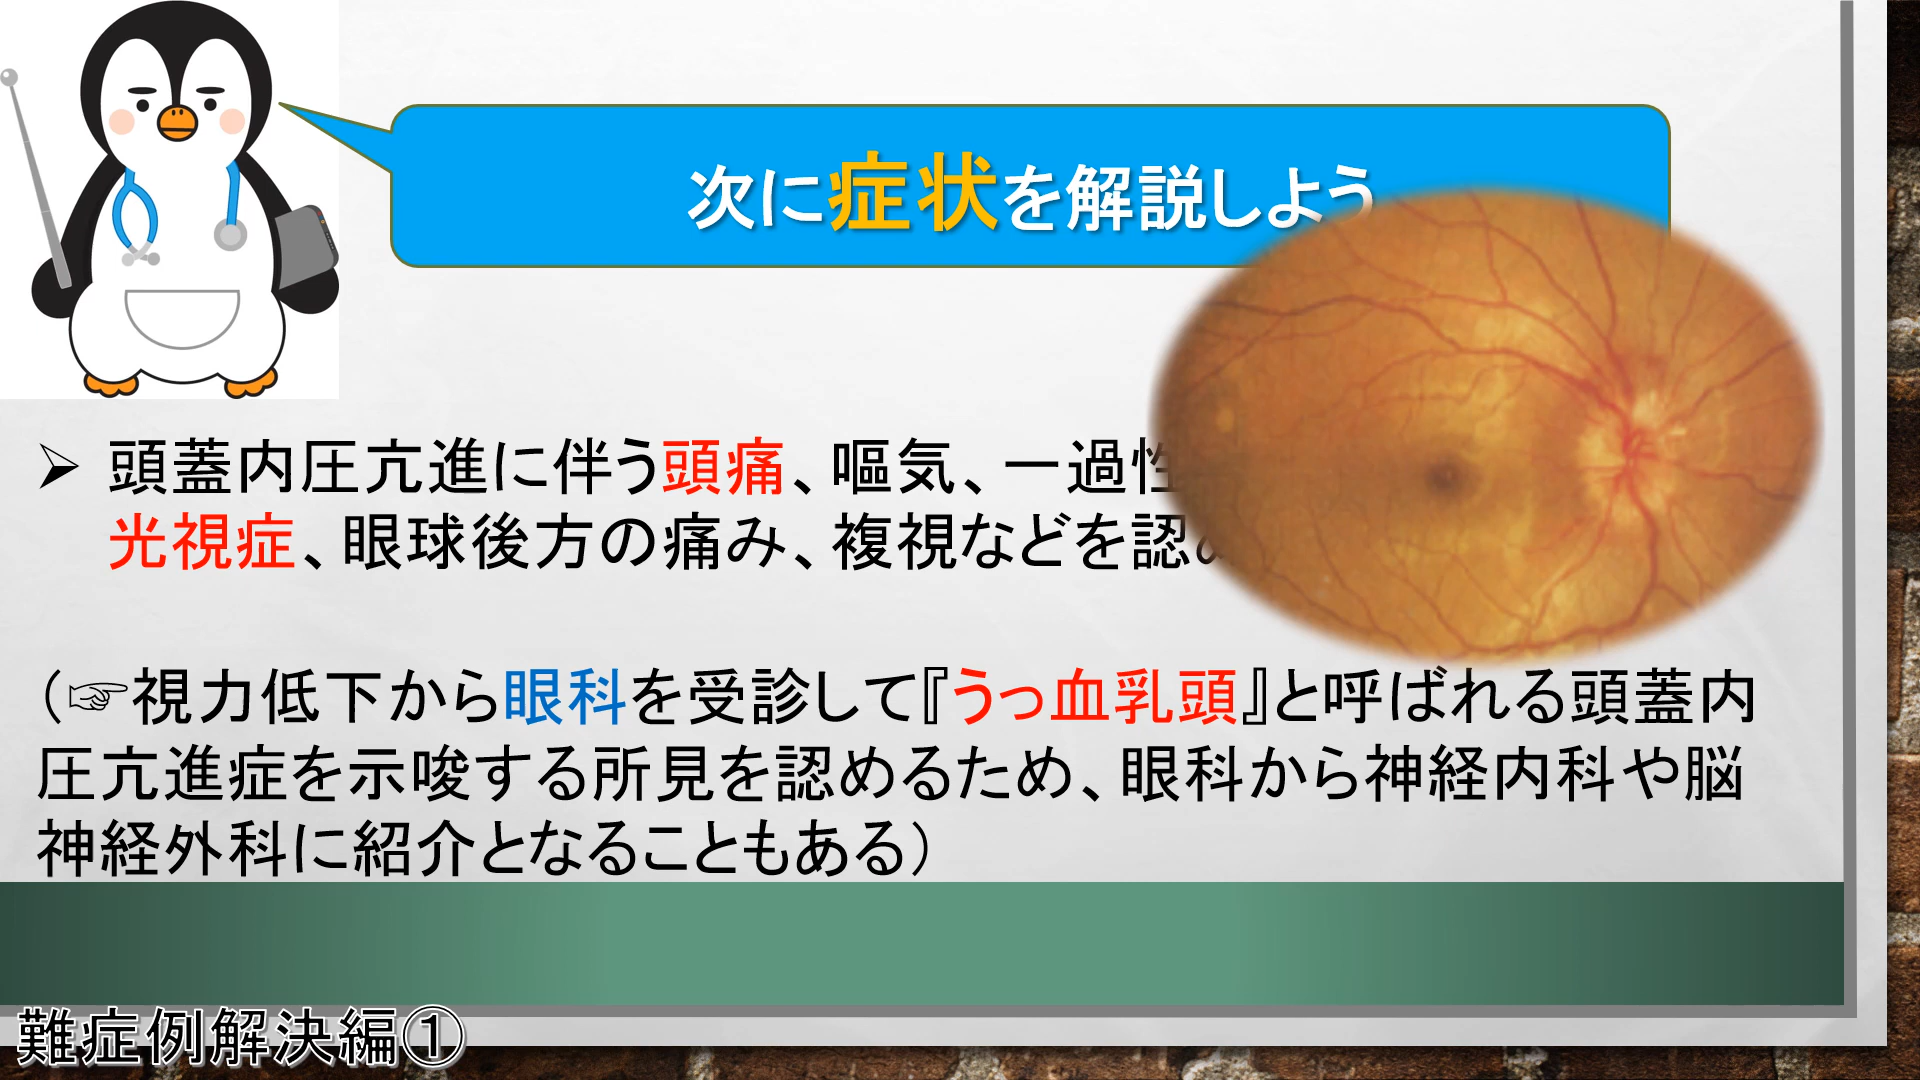 次に症状を解説しよう
➢ 頭蓋内圧亢進に伴う頭痛、嘔気、一過性
光視症、眼球後方の痛み、複視などを認め
（☞視力低下から眼科を受診して『うっ血乳頭』と呼ばれる頭蓋内
圧亢進症を示唆する所見を認めるため、眼科から神経内科や脳
神経外科に紹介となることもある）
難症例解決編①